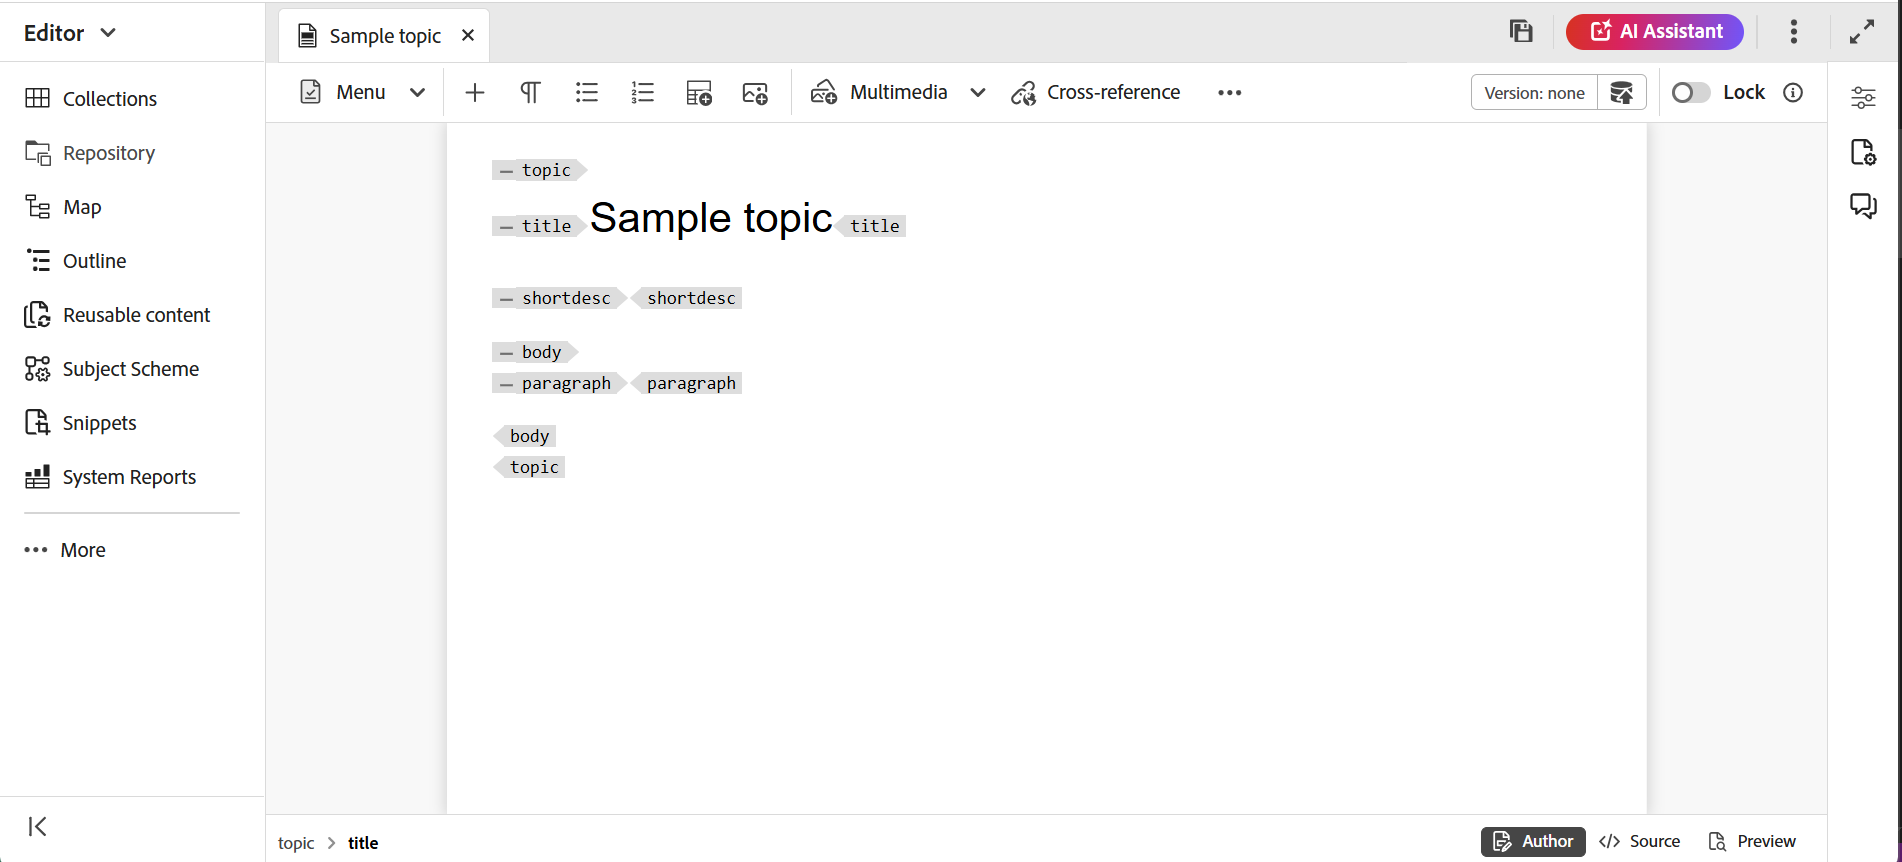 Editor
Sample topic
AI Assistant
Collections
Repository
Map
Outline
Reusable content
Subject Scheme
Snippets
System Reports
More
Menu
Multimedia
Cross-reference
Version: none
Lock
topic
title Sample topic title
shortdesc shortdesc
body
paragraph paragraph
body
topic
topic > title
Author
Source
Preview